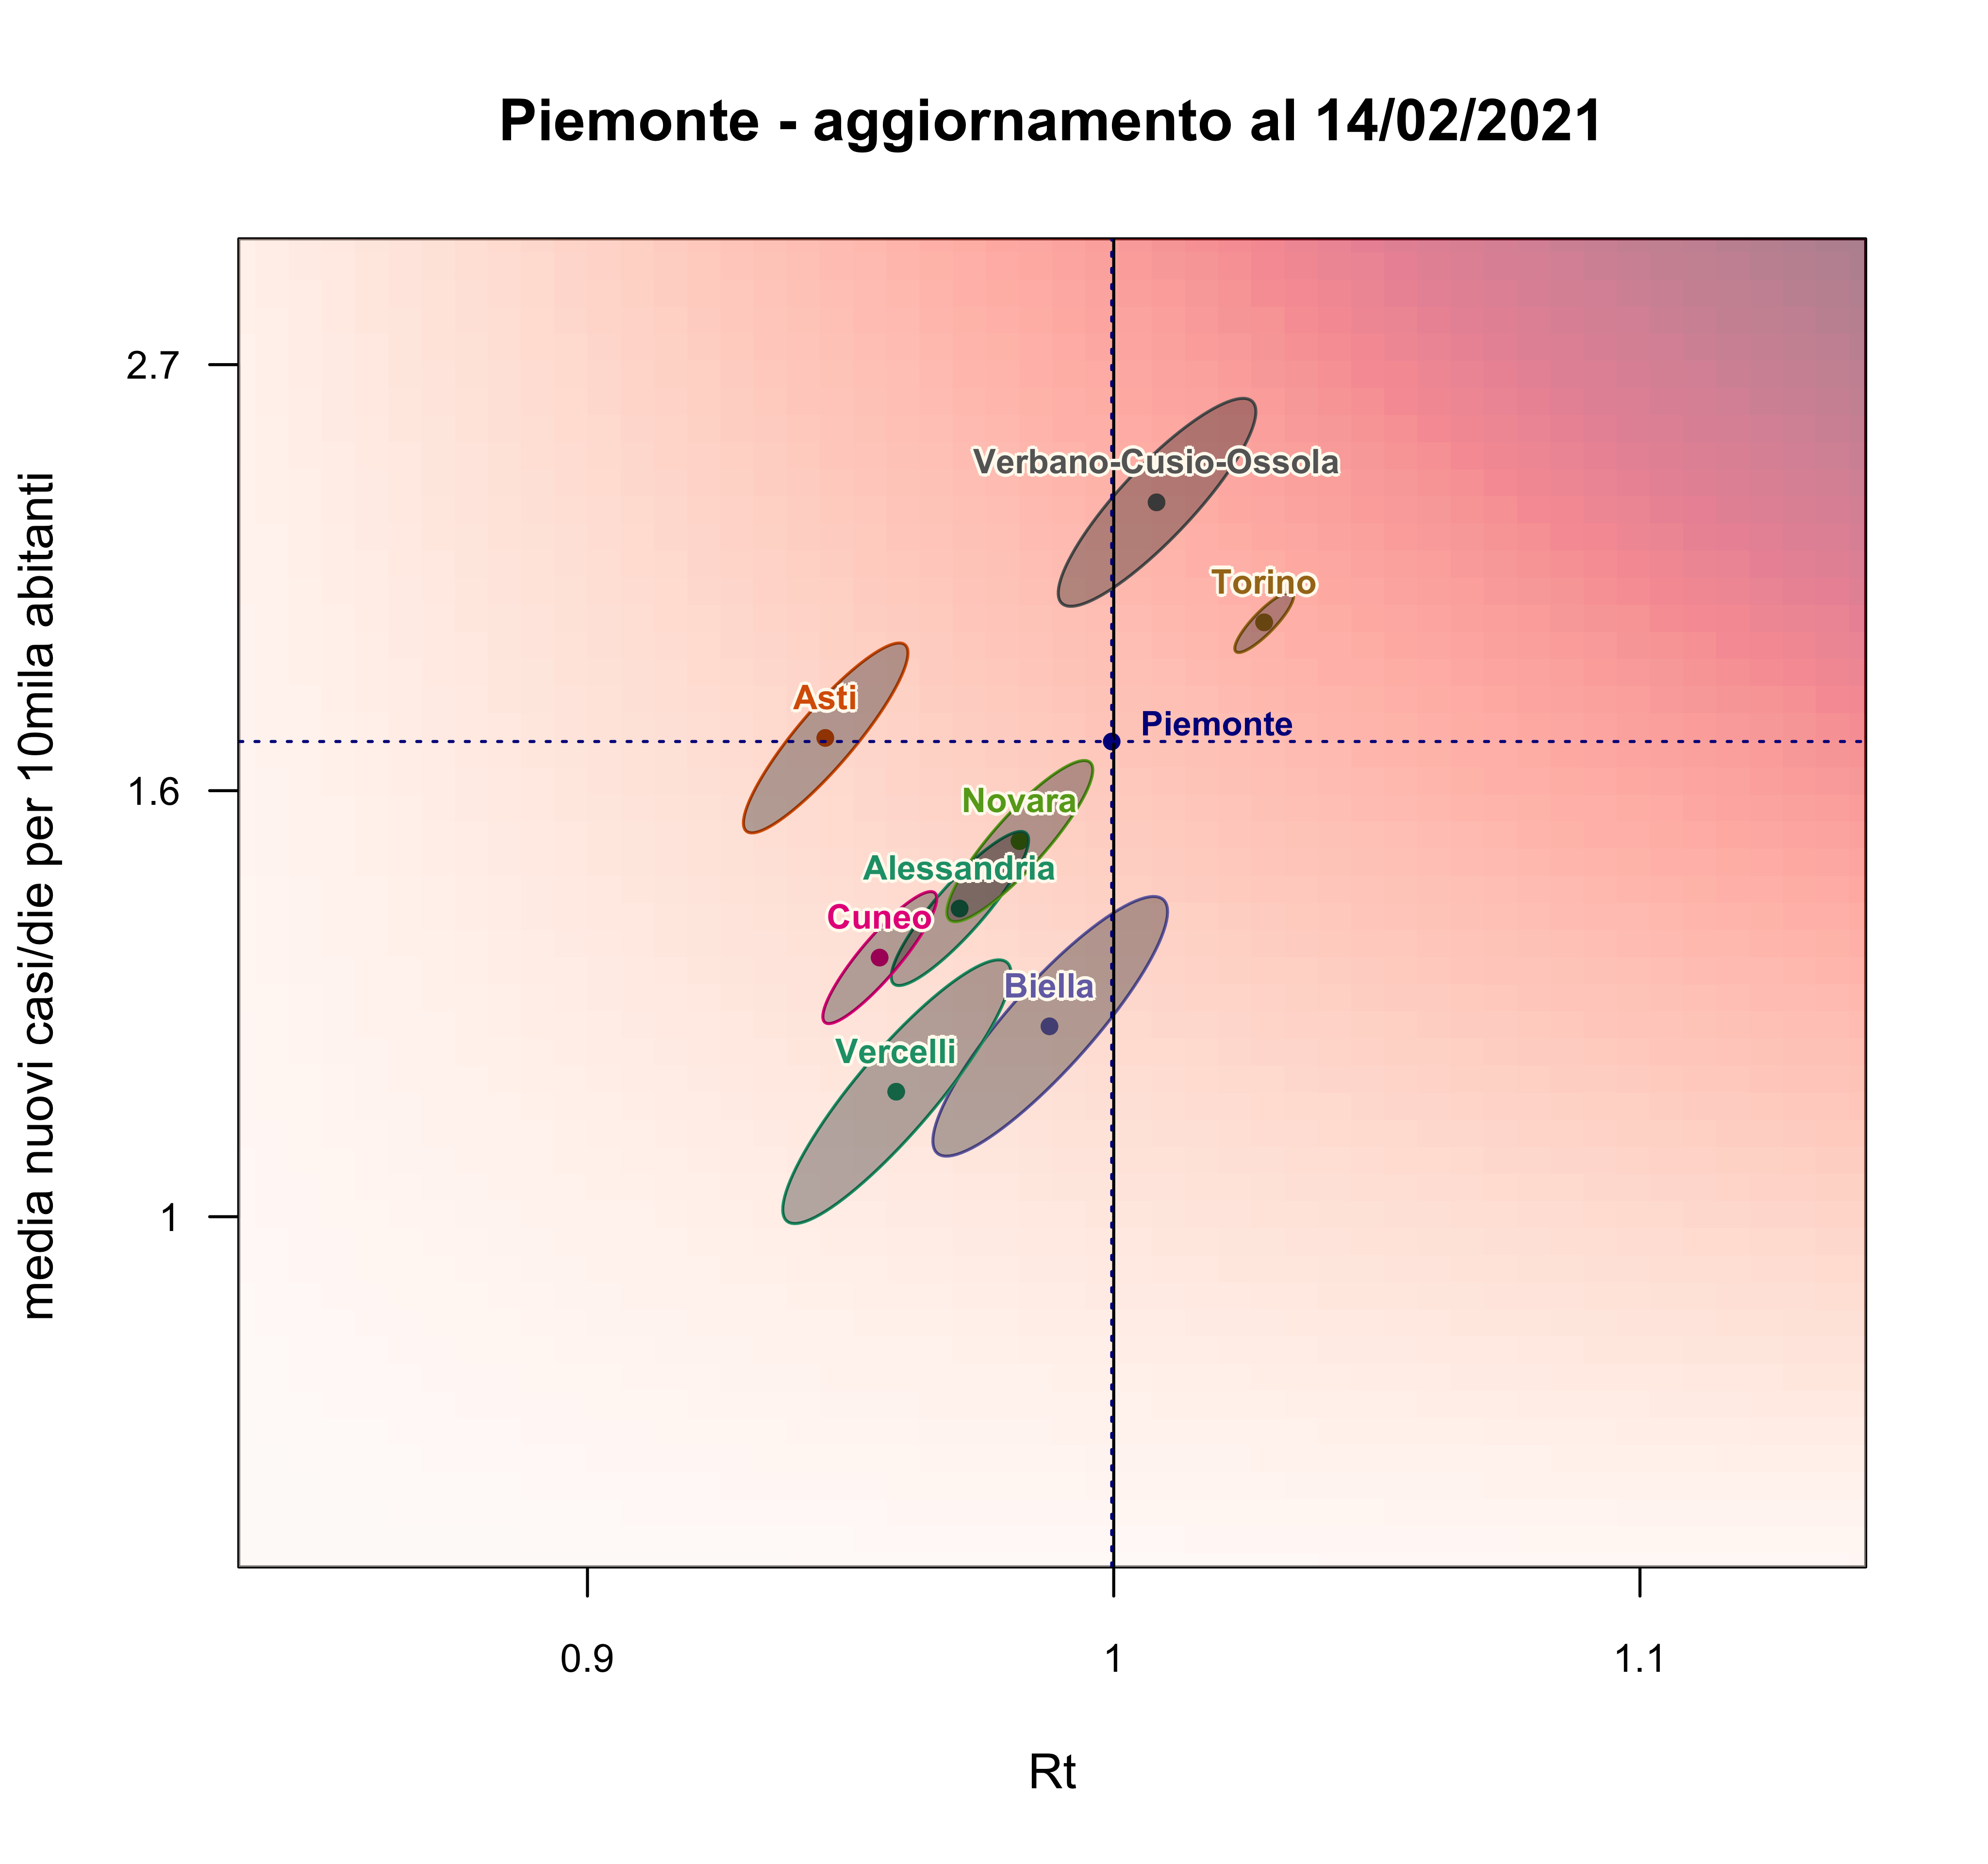 Piemonte - aggiornamento al 14/02/2021
media nuovi casi/die per 10mila abitanti
2.7
1.6
1
Verbano-Cusio-Ossola
Torino
Asti
Piemonte
Novara
Alessandria
Cuneo
Biella
Vercelli
0.9
1
1.1
Rt